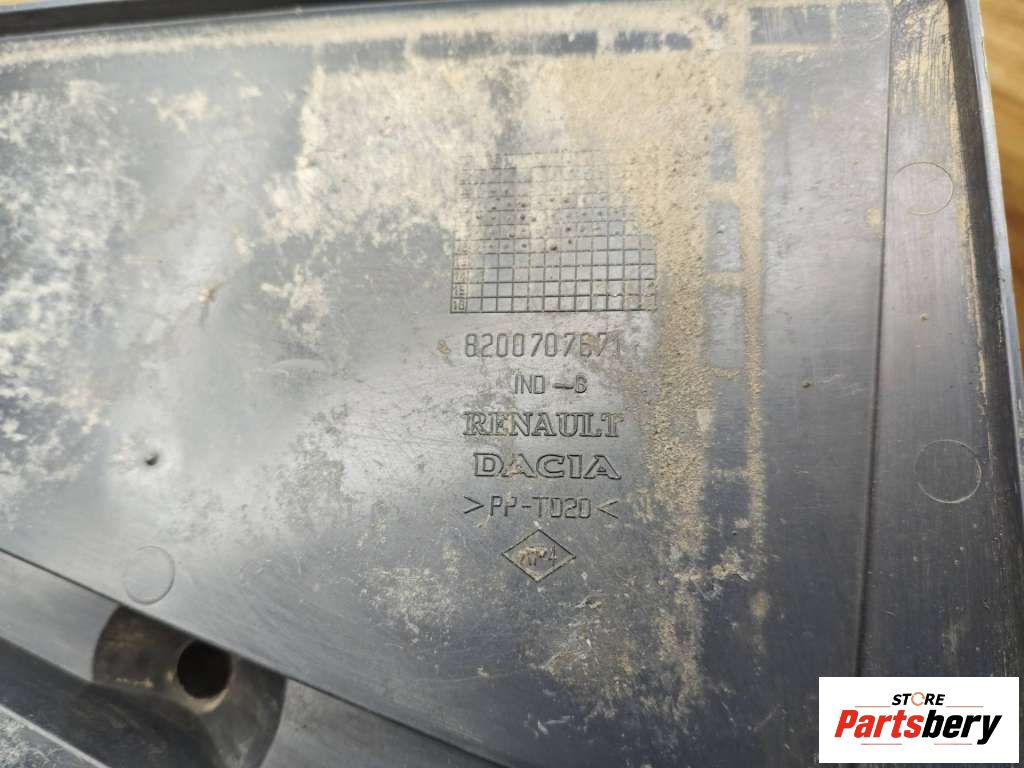 8200707671
IND -B
RENAULT
DACIA
>PP-TD20<
STORE
Partsbery